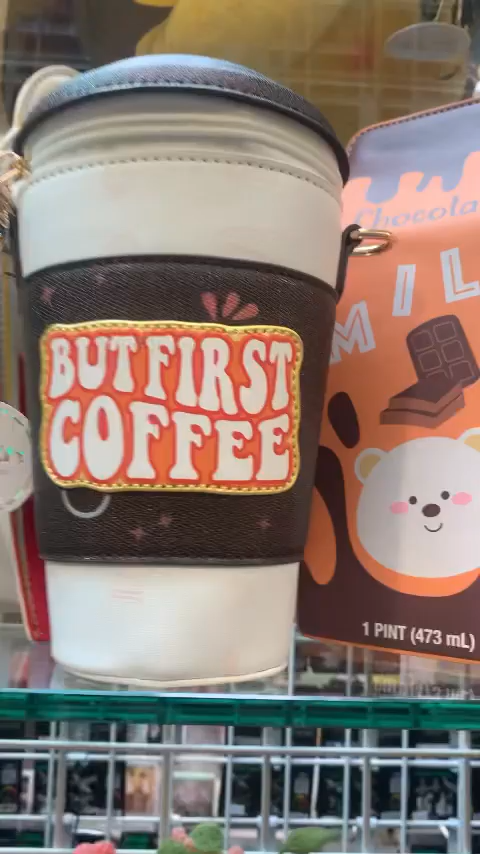 BUT FIRST
COFFEE
Chocola
MIL
1 PINT (473 mL)